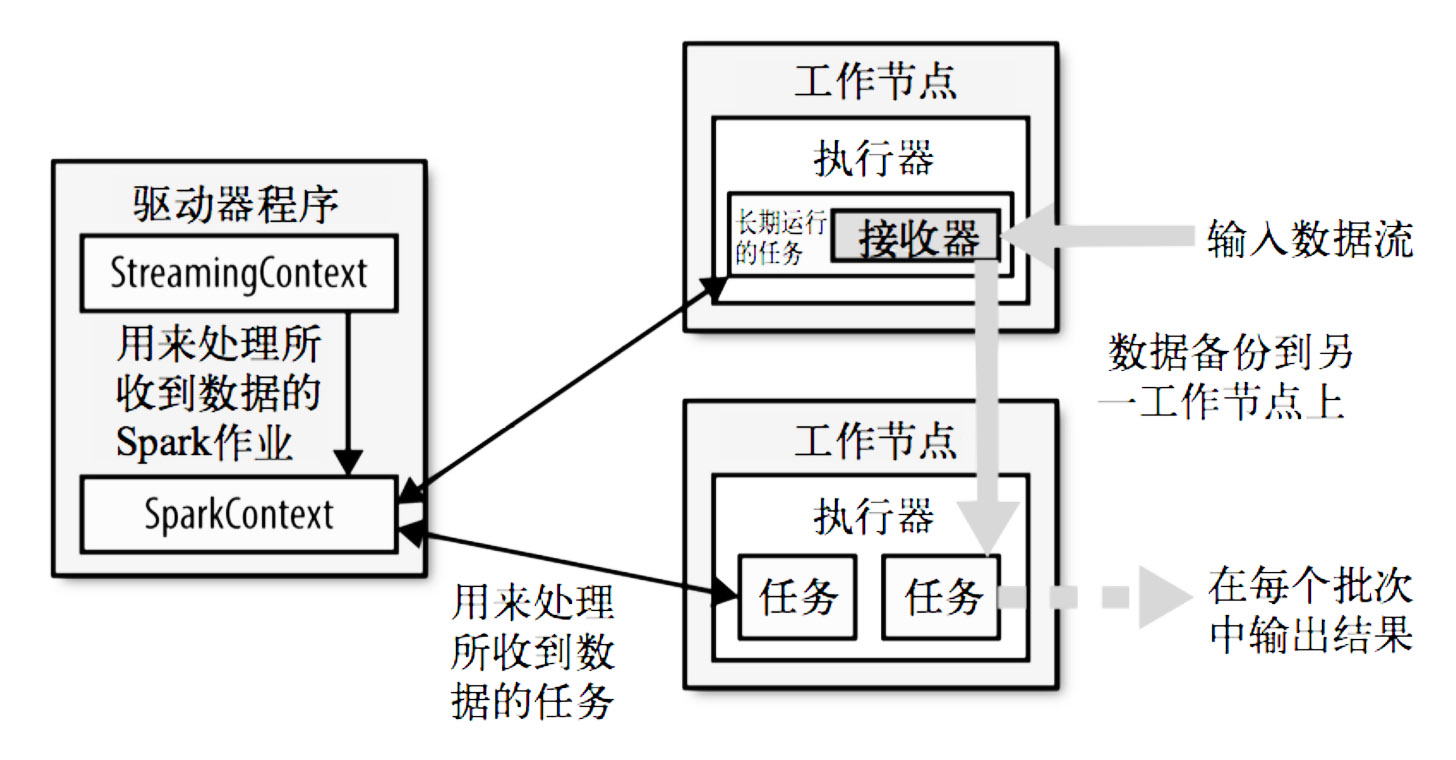 驱动器程序
StreamingContext
用来处理所
收到数据的
Spark作业
SparkContext
用来处理
所收到数
据的任务
工作节点
执行器
长期运行
的任务
接收器
输入数据流
数据备份到另
一工作节点上
工作节点
执行器
任务
任务
在每个批次
中输出结果